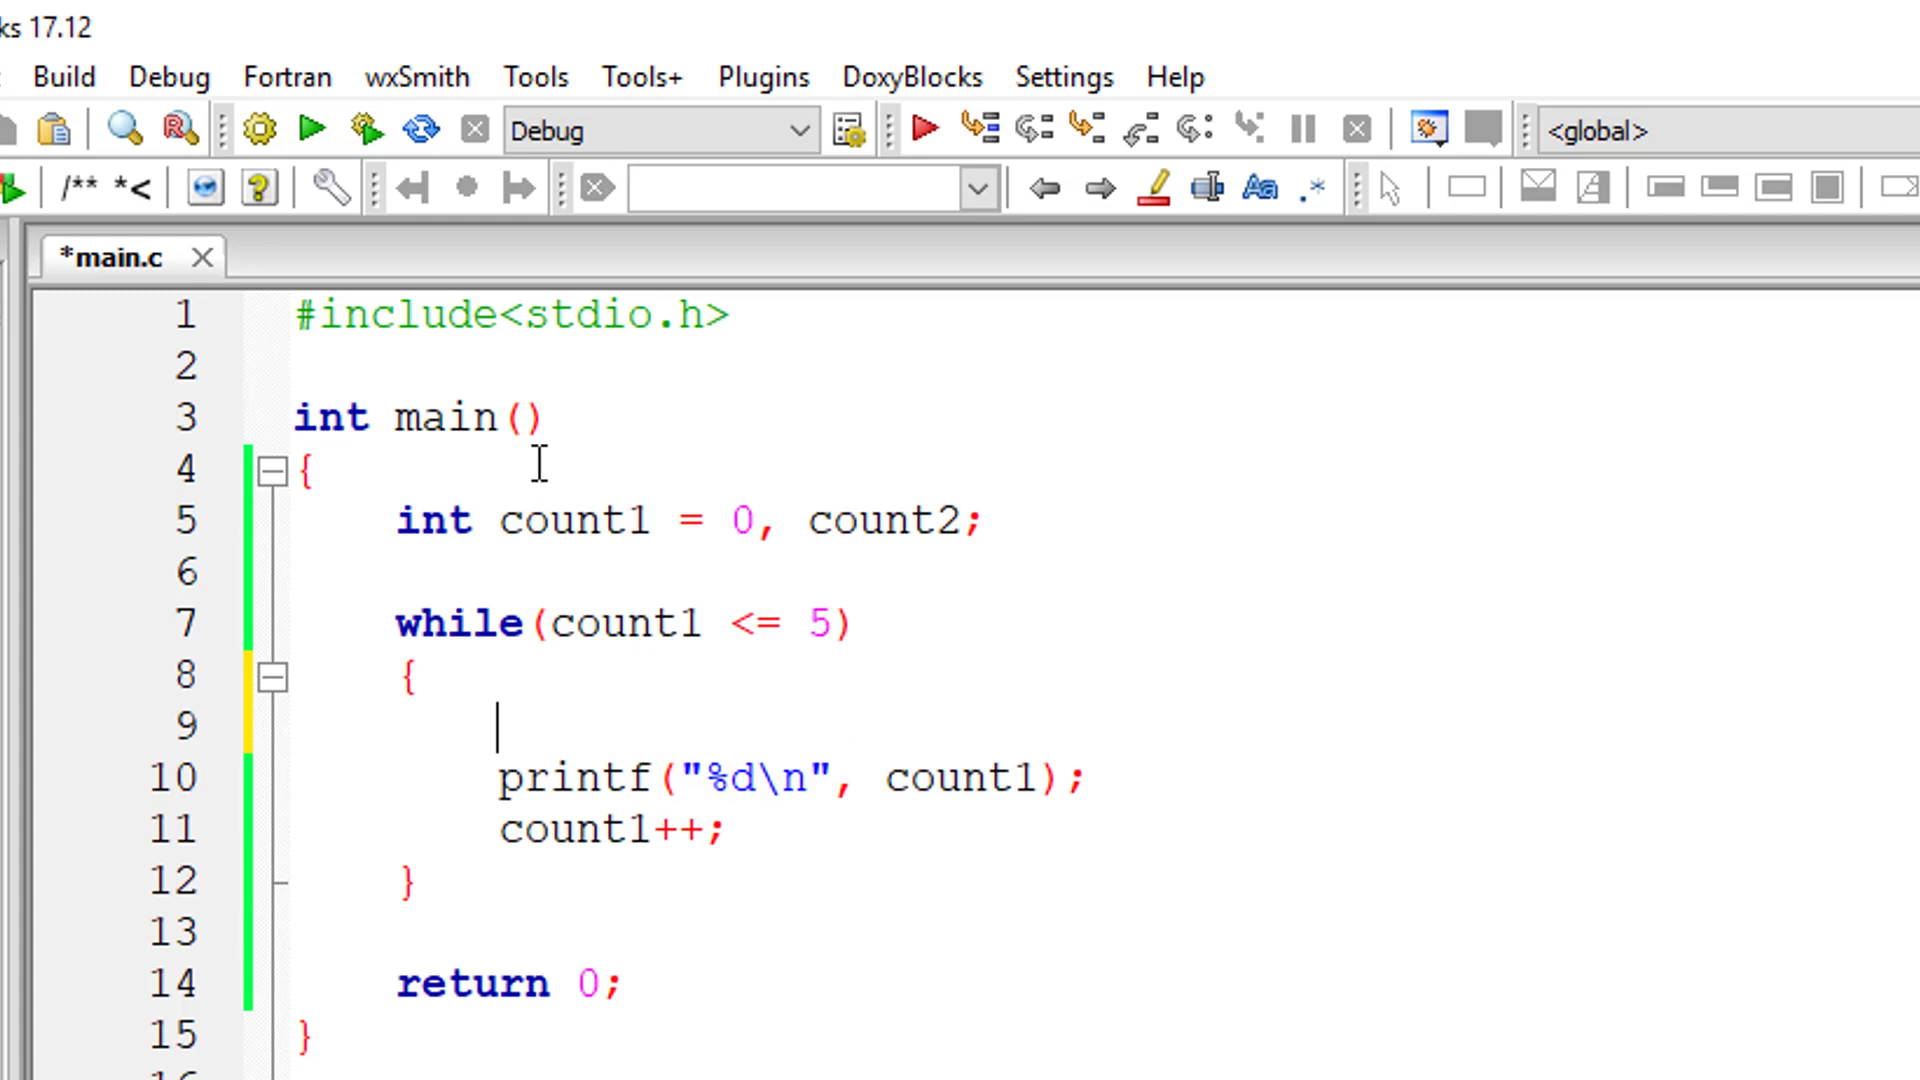 ks 17.12
Build Debug Fortran wxSmith Tools Tools+ Plugins DoxyBlocks Settings Help
Debug <global>
/** *<
*main.c
1 #include<stdio.h>
2
3 int main()
4 {
5 int count1 = 0, count2;
6
7 while(count1 <= 5)
8 {
9
10 printf("%d\n", count1);
11 count1++;
12 }
13
14 return 0;
15 }
16